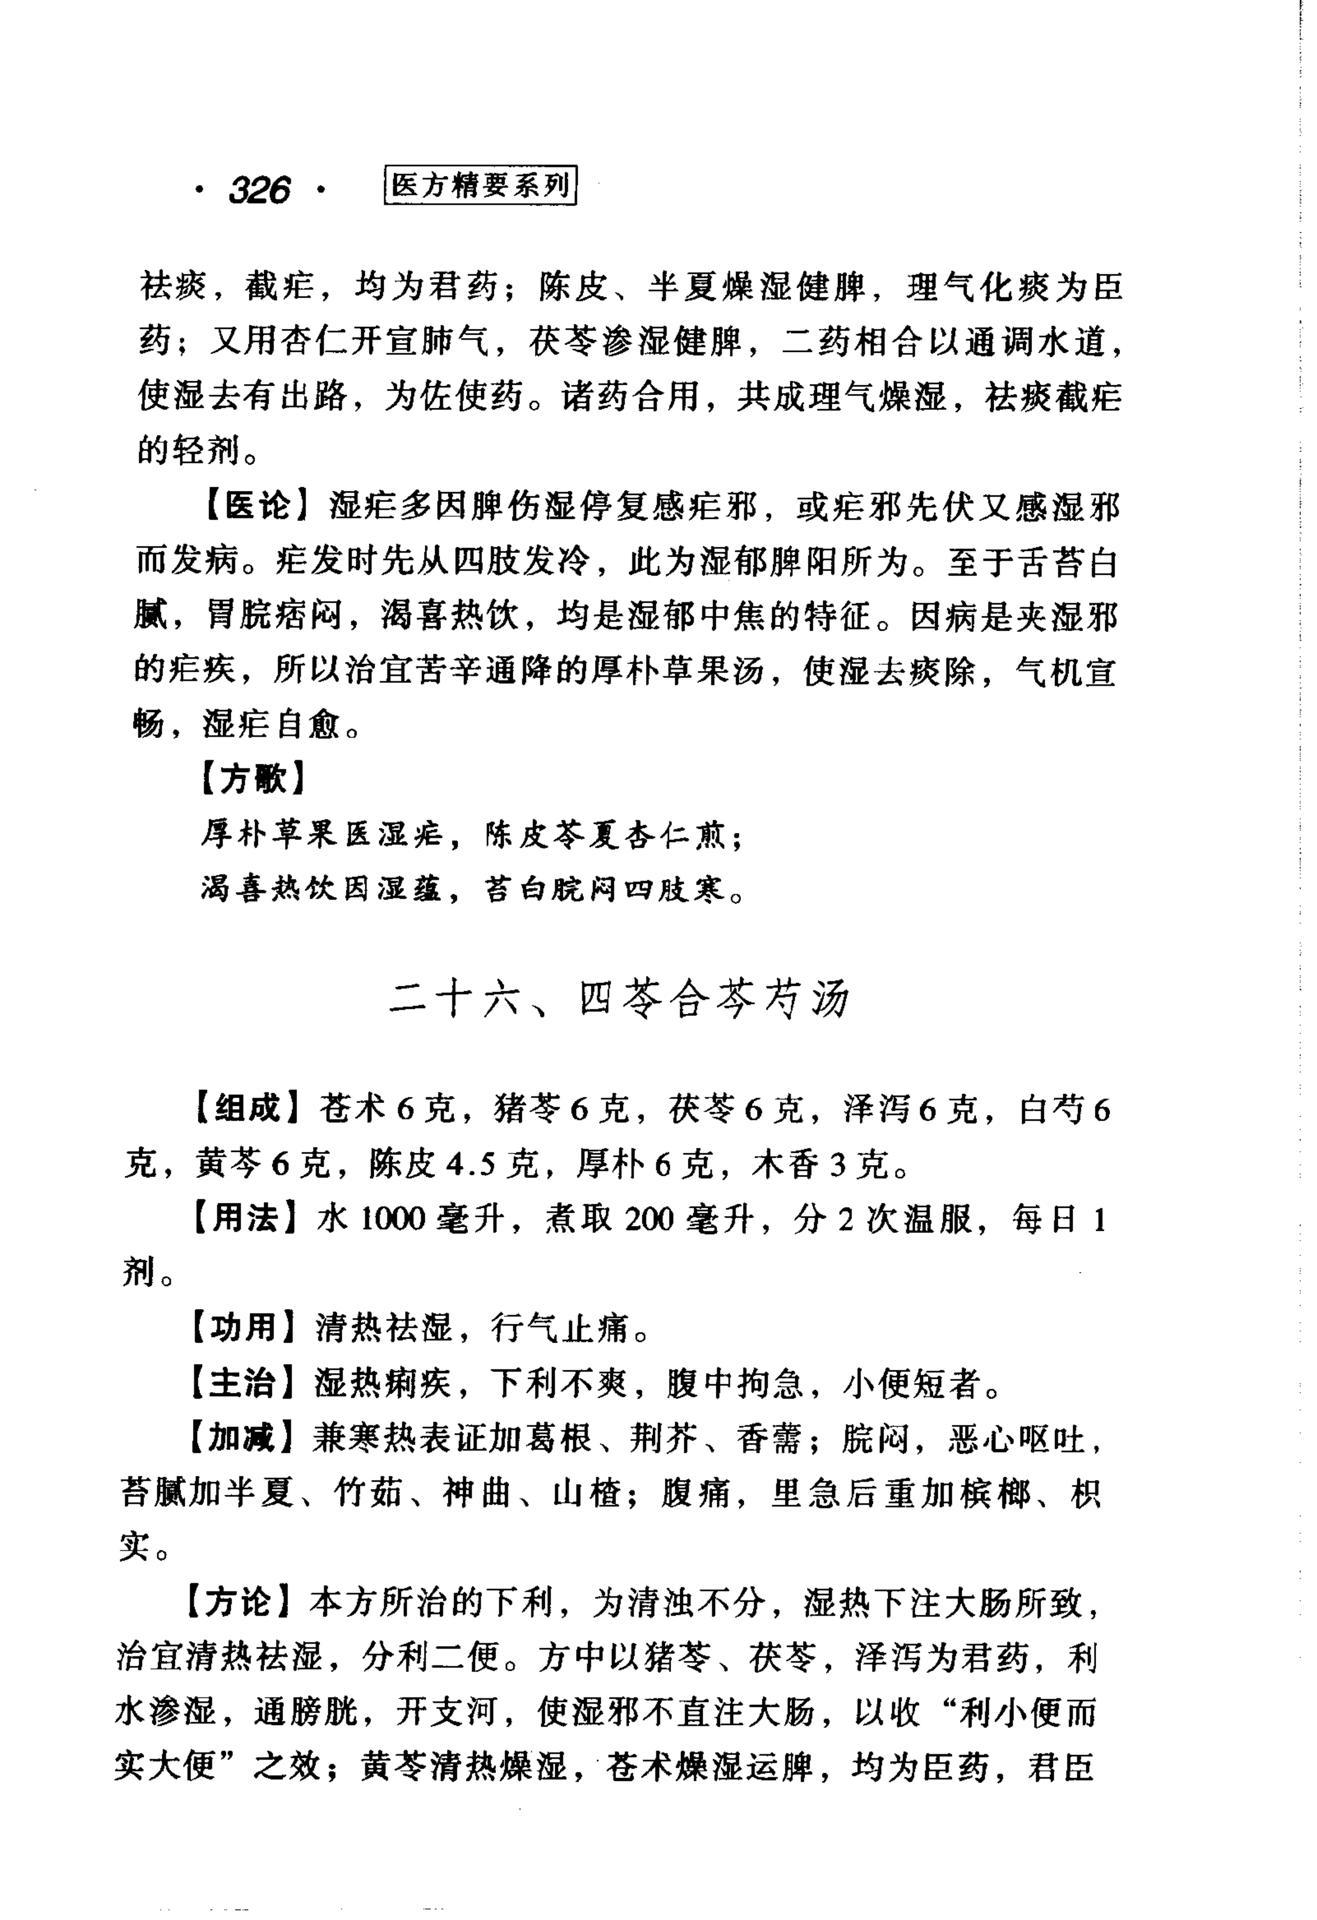 · 326 · 医方精要系列
祛痰，截疟，均为君药；陈皮、半夏燥湿健脾，理气化痰为臣
药；又用杏仁开宣肺气，茯苓渗湿健脾，二药相合以通调水道，
使湿去有出路，为佐使药。诸药合用，共成理气燥湿，祛痰截疟
的轻剂。
【医论】湿疟多因脾伤湿停复感疟邪，或疟邪先伏又感湿邪
而发病。疟发时先从四肢发冷，此为湿郁脾阳所为。至于舌苔白
腻，胃脘痞闷，渴喜热饮，均是湿郁中焦的特征。因病是夹湿邪
的疟疾，所以治宜苦辛通降的厚朴草果汤，使湿去痰除，气机宣
畅，湿疟自愈。
【方歌】
厚朴草果医湿疟，陈皮苓夏杏仁煎；
渴喜热饮因湿蕴，苔白脘闷四肢寒。
二十六、四苓合芩芍汤
【组成】苍术 6 克，猪苓 6 克，茯苓 6 克，泽泻 6 克，白芍 6
克，黄芩 6 克，陈皮 4.5 克，厚朴 6 克，木香 3 克。
【用法】水 1000 毫升，煮取 200 毫升，分 2 次温服，每日 1
剂。
【功用】清热祛湿，行气止痛。
【主治】湿热痢疾，下利不爽，腹中拘急，小便短者。
【加减】兼寒热表证加葛根、荆芥、香薷；脘闷，恶心呕吐，
苔腻加半夏、竹茹、神曲、山楂；腹痛，里急后重加槟榔、枳
实。
【方论】本方所治的下利，为清浊不分，湿热下注大肠所致，
治宜清热祛湿，分利二便。方中以猪苓、茯苓，泽泻为君药，利
水渗湿，通膀胱，开支河，使湿邪不直注大肠，以收“利小便而
实大便”之效；黄苓清热燥湿，苍术燥湿运脾，均为臣药，君臣